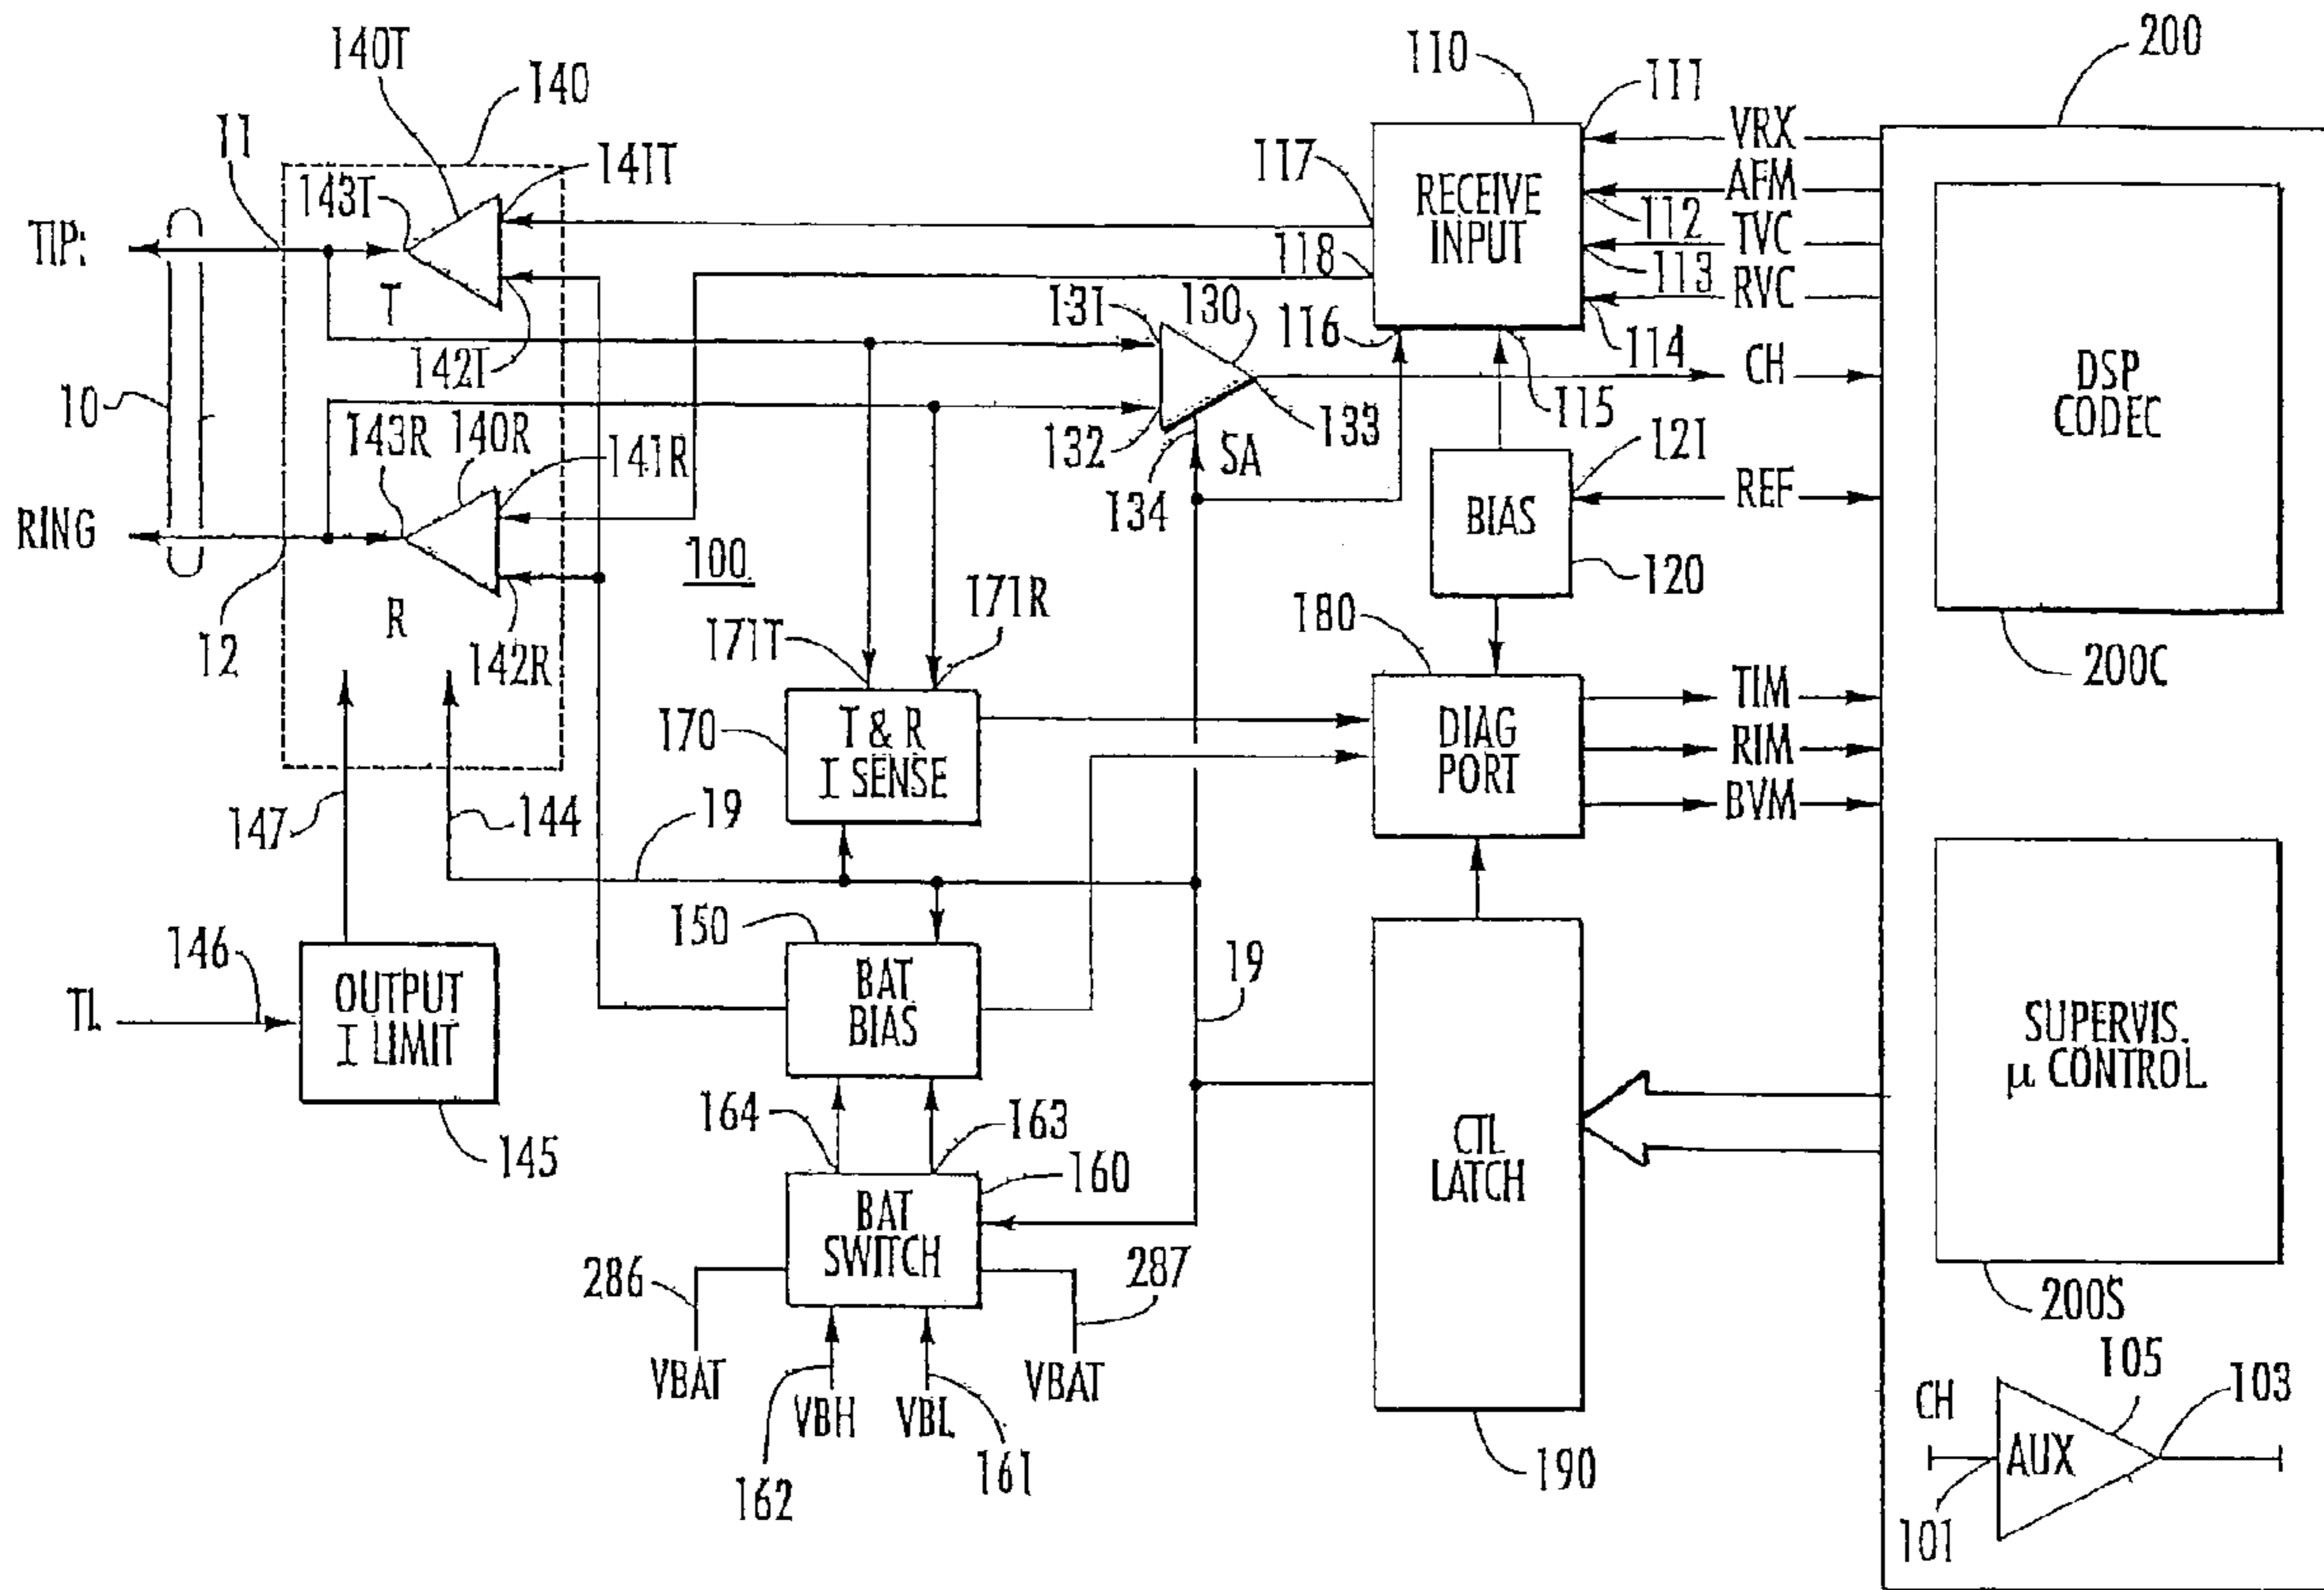 140T
140
110
111
200
11
143T
141T
117
RECEIVE
INPUT
VRX
AFM
112
TVC
113
RVC
114
TIP:
T
142T
118
131
130
116
115
CH
DSP
CODEC
10
143R
140R
141R
132
134
SA
133
121
REF
RING
100
BIAS
120
12
R
142R
171T
171R
180
200C
170
T & R
I SENSE
DIAG
PORT
TIM
RIM
BVM
147
144
19
150
146
TL
OUTPUT
I LIMIT
145
BAT
BIAS
19
CTL
LATCH
SUPERVIS.
μ CONTROL
164
163
160
BAT
SWITCH
286
287
VBAT
VBH
VBL
VBAT
162
161
190
200S
105
103
CH
AUX
101